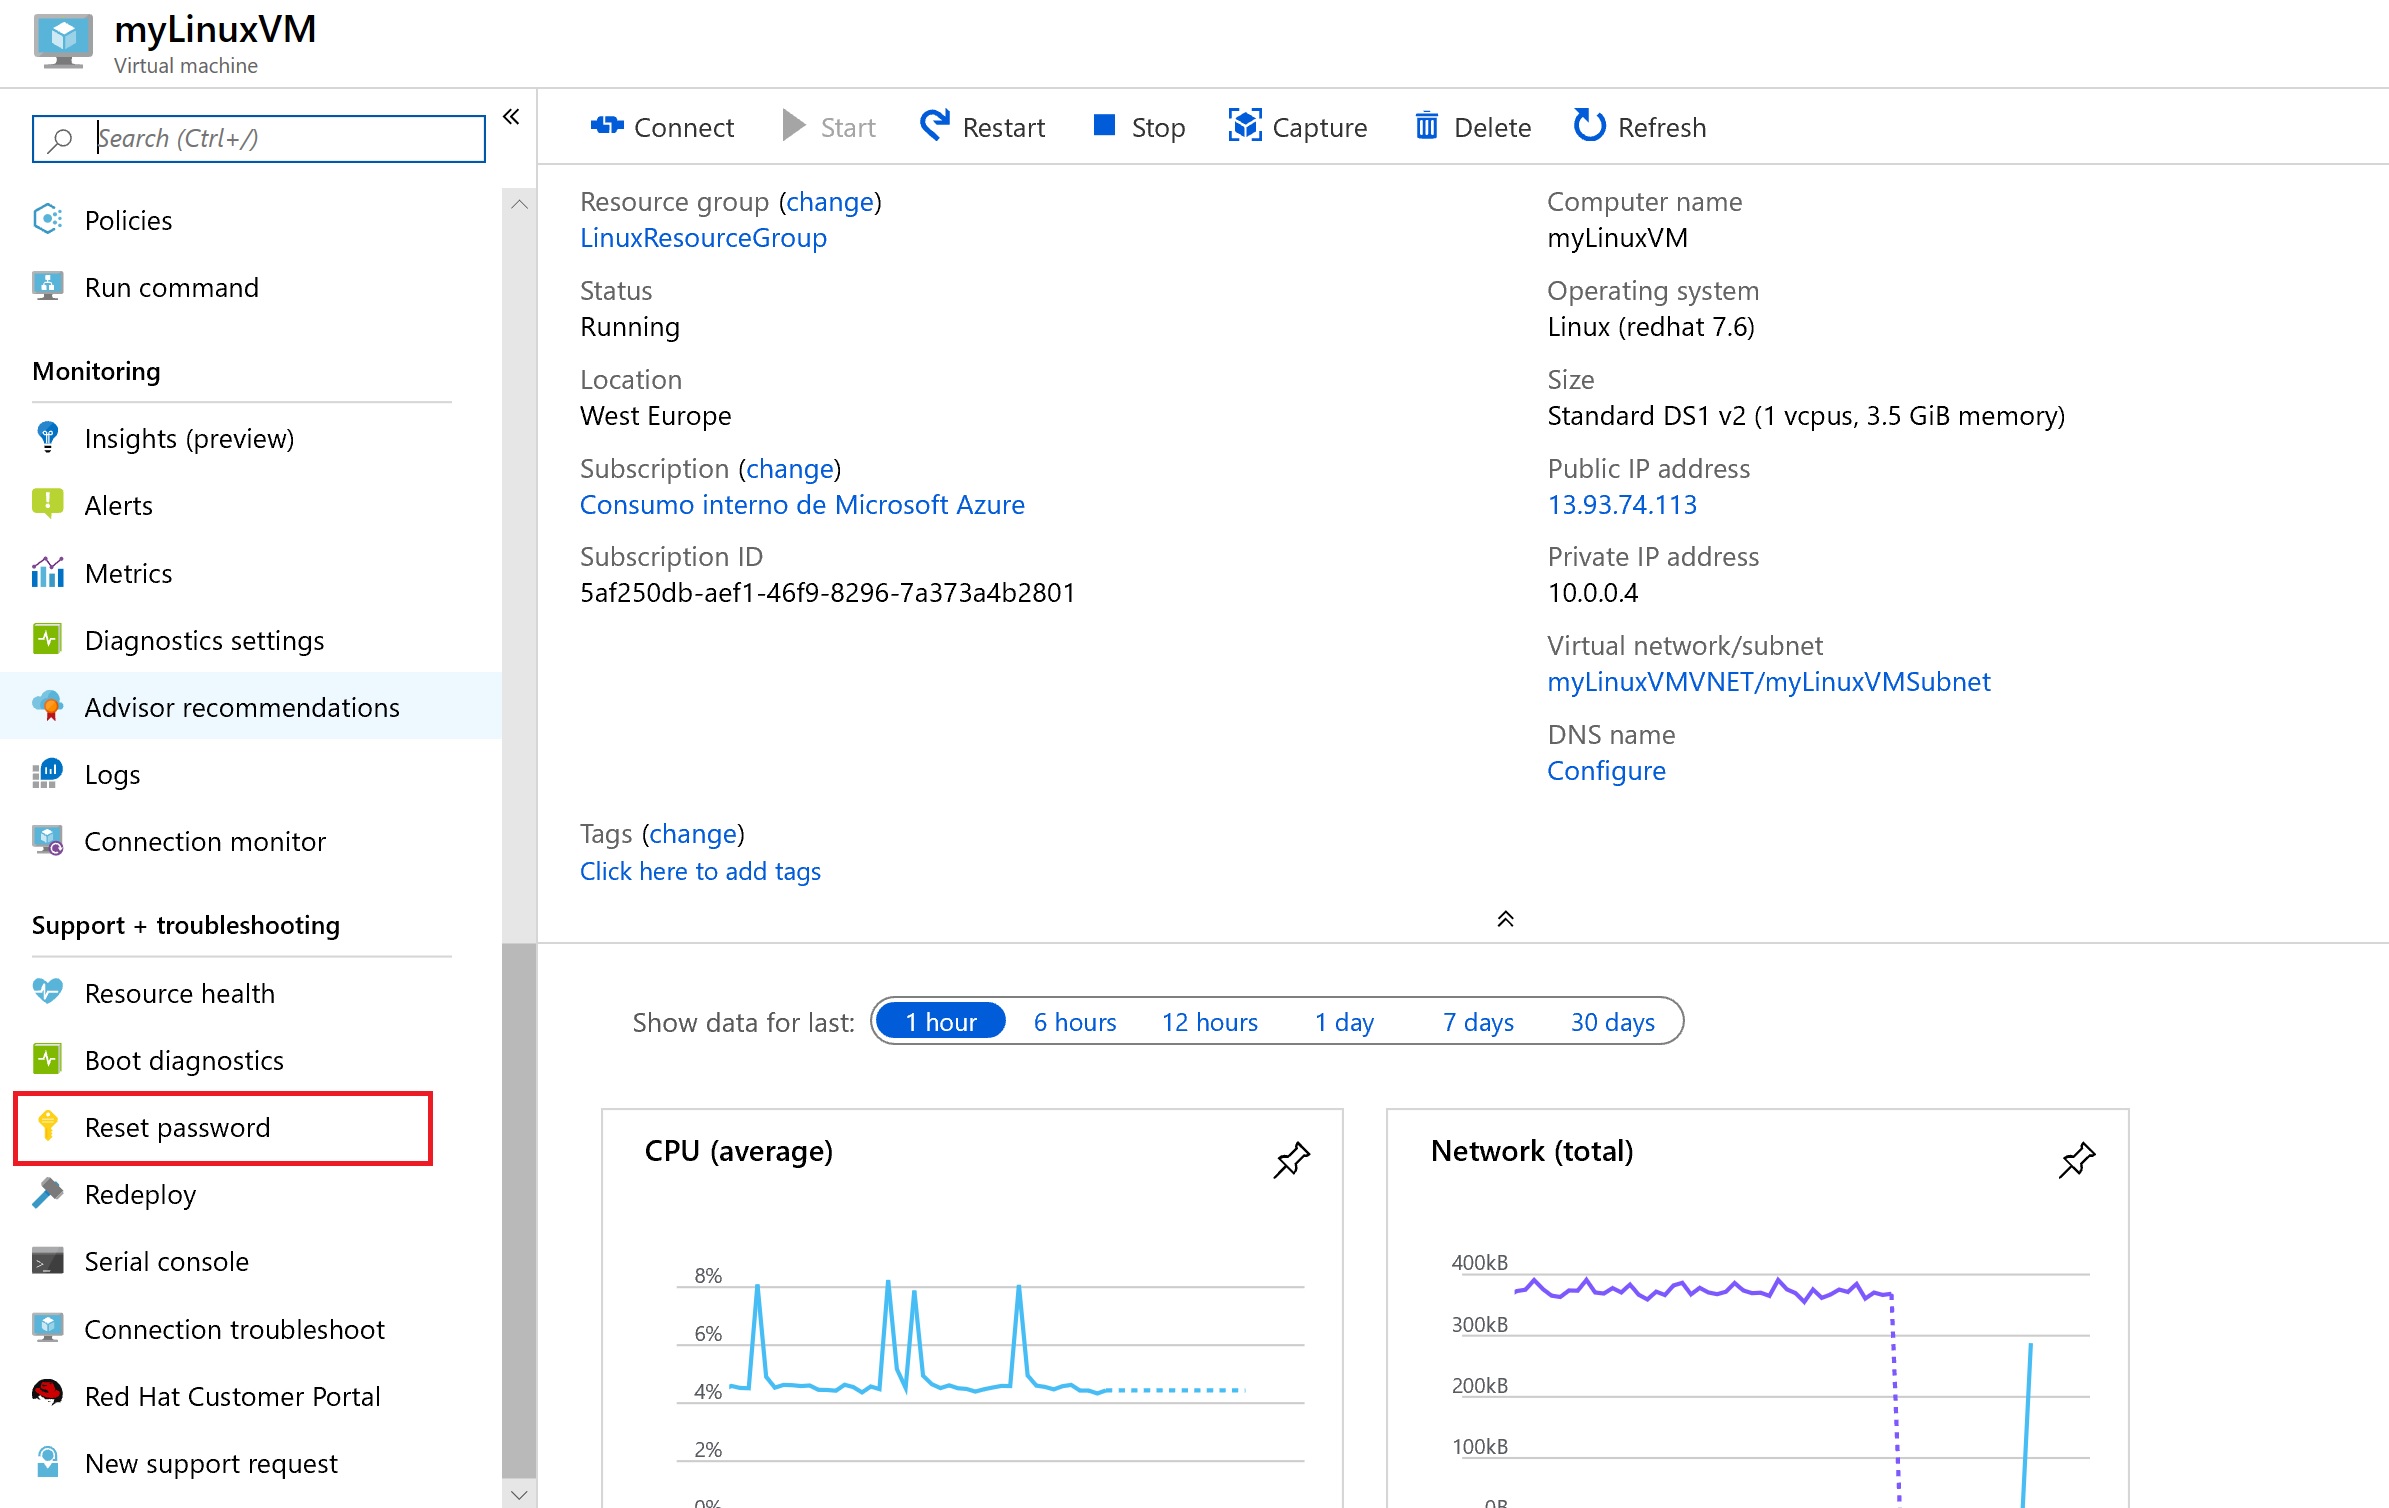 myLinuxVM
Virtual machine
Search (Ctrl+/)
Policies
Run command
Monitoring
Insights (preview)
Alerts
Metrics
Diagnostics settings
Advisor recommendations
Logs
Connection monitor
Support + troubleshooting
Resource health
Boot diagnostics
Reset password
Redeploy
Serial console
Connection troubleshoot
Red Hat Customer Portal
New support request
Connect Start Restart Stop Capture Delete Refresh
Resource group (change)
LinuxResourceGroup
Status
Running
Location
West Europe
Subscription (change)
Consumo interno de Microsoft Azure
Subscription ID
5af250db-aef1-46f9-8296-7a373a4b2801
Computer name
myLinuxVM
Operating system
Linux (redhat 7.6)
Size
Standard DS1 v2 (1 vcpus, 3.5 GiB memory)
Public IP address
13.93.74.113
Private IP address
10.0.0.4
Virtual network/subnet
myLinuxVMVNET/myLinuxVMSubnet
DNS name
Configure
Tags (change)
Click here to add tags
Show data for last: 1 hour 6 hours 12 hours 1 day 7 days 30 days
CPU (average)
8%
6%
4%
2%
0%
Network (total)
400kB
300kB
200kB
100kB
0B